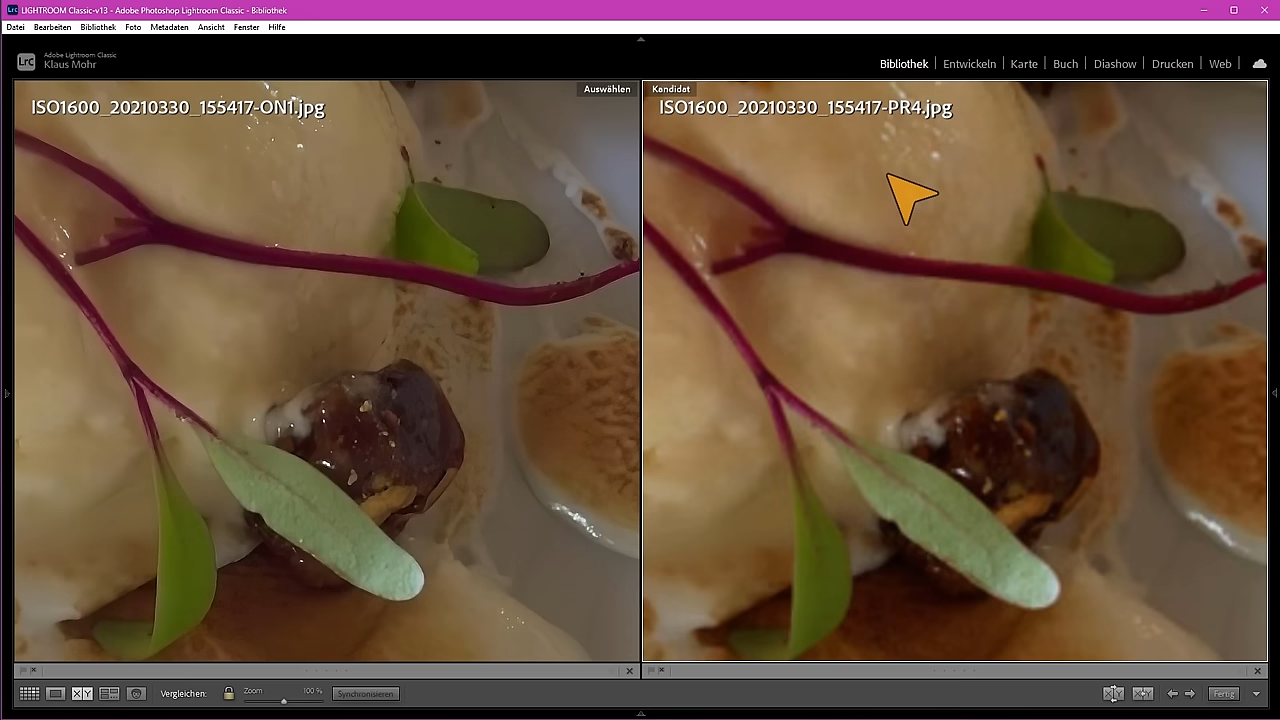 LIGHTROOM Classic-v13 - Adobe Photoshop Lightroom Classic - Bibliothek
Datei Bearbeiten Bibliothek Foto Metadaten Ansicht Fenster Hilfe
LrC
Adobe Lightroom Classic
Klaus Mohr
Bibliothek Entwickeln Karte Buch Diashow Drucken Web
Auswählen
ISO1600_20210330_155417-ON1.jpg
Kandidat
ISO1600_20210330_155417-PR4.jpg
XY
Vergleichen: Zoom 100 % Synchronisieren
Fertig